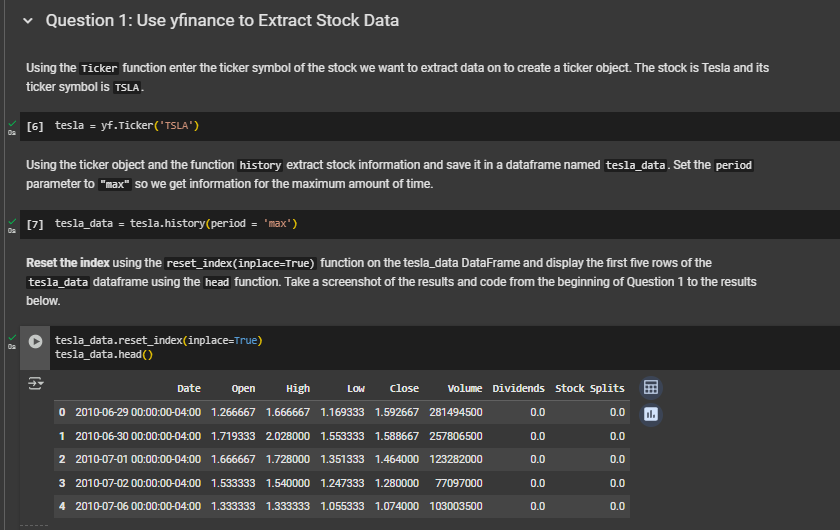 Question 1: Use yfinance to Extract Stock Data
Using the Ticker function enter the ticker symbol of the stock we want to extract data on to create a ticker object. The stock is Tesla and its
ticker symbol is TSLA.
0s [6] tesla = yf.Ticker('TSLA')
Using the ticker object and the function history extract stock information and save it in a dataframe named tesla_data. Set the period
parameter to "max" so we get information for the maximum amount of time.
0s [7] tesla_data = tesla.history(period = 'max')
Reset the index using the reset_index(inplace=True) function on the tesla_data DataFrame and display the first five rows of the
tesla_data dataframe using the head function. Take a screenshot of the results and code from the beginning of Question 1 to the results
below.
0s tesla_data.reset_index(inplace=True)
tesla_data.head()
Date Open High Low Close Volume Dividends Stock Splits
0 2010-06-29 00:00:00-04:00 1.266667 1.666667 1.169333 1.592667 281494500 0.0 0.0
1 2010-06-30 00:00:00-04:00 1.719333 2.028000 1.553333 1.588667 257806500 0.0 0.0
2 2010-07-01 00:00:00-04:00 1.666667 1.728000 1.351333 1.464000 123282000 0.0 0.0
3 2010-07-02 00:00:00-04:00 1.533333 1.540000 1.247333 1.280000 77097000 0.0 0.0
4 2010-07-06 00:00:00-04:00 1.333333 1.333333 1.055333 1.074000 103003500 0.0 0.0